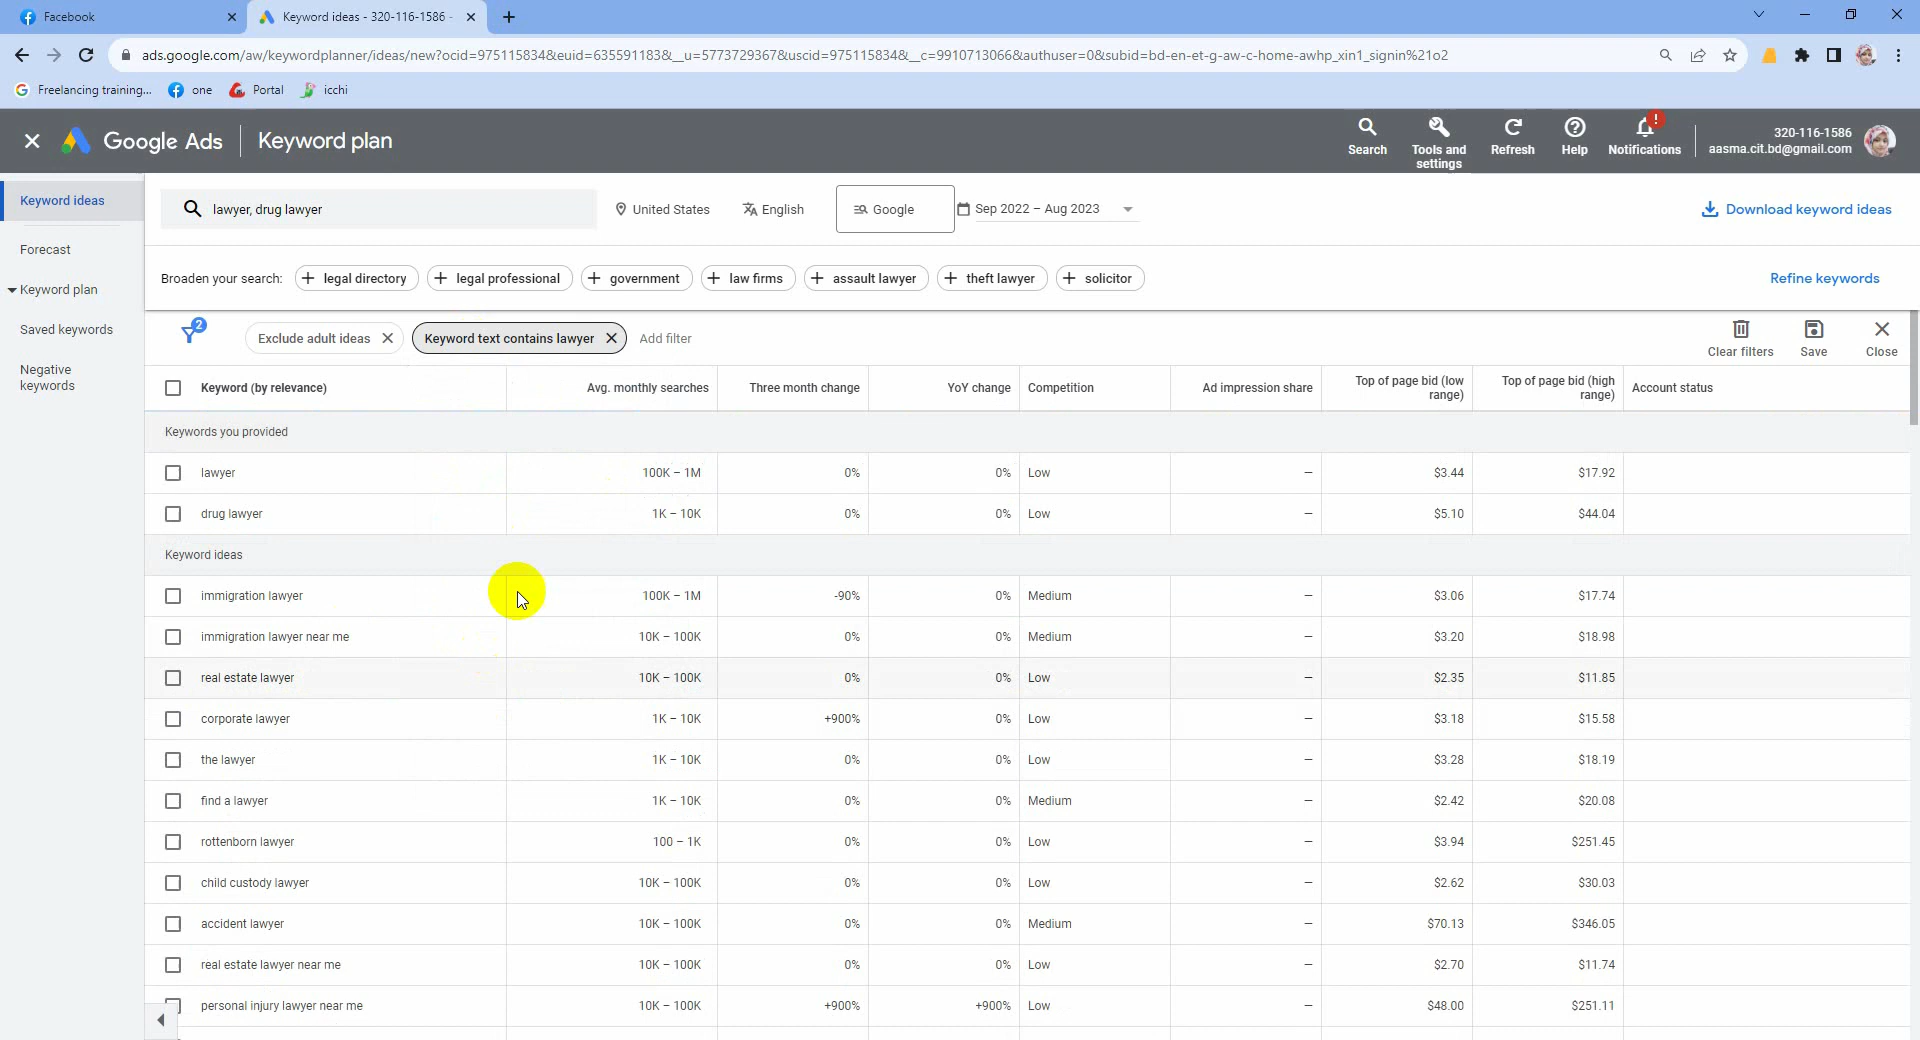 Facebook
Keyword ideas - 320-116-1586 -
ads.google.com/aw/keywordplanner/ideas/new?ocid=975115834&euid=635591183&__u=5773729367&uscid=975115834&__c=9910713066&authuser=0&subid=bd-en-et-g-aw-c-home-awhp_xin1_signin%21o2
Freelancing training... one Portal icchi
Google Ads Keyword plan
Search Tools and settings Refresh Help Notifications ! 320-116-1586
aasma.cit.bd@gmail.com
Keyword ideas
Forecast
Keyword plan
Saved keywords
Negative
keywords
lawyer, drug lawyer United States English Google Sep 2022 – Aug 2023 Download keyword ideas
Broaden your search: legal directory legal professional government law firms assault lawyer theft lawyer solicitor Refine keywords
2 Exclude adult ideas Keyword text contains lawyer Add filter Clear filters Save Close
Keyword (by relevance) Avg. monthly searches Three month change YoY change Competition Ad impression share Top of page bid (low range) Top of page bid (high range) Account status
Keywords you provided
lawyer 100K – 1M 0% 0% Low – $3.44 $17.92
drug lawyer 1K – 10K 0% 0% Low – $5.10 $44.04
Keyword ideas
immigration lawyer 100K – 1M -90% 0% Medium – $3.06 $17.74
immigration lawyer near me 10K – 100K 0% 0% Medium – $3.20 $18.98
real estate lawyer 10K – 100K 0% 0% Low – $2.35 $11.85
corporate lawyer 1K – 10K +900% 0% Low – $3.18 $15.58
the lawyer 1K – 10K 0% 0% Low – $3.28 $18.19
find a lawyer 1K – 10K 0% 0% Medium – $2.42 $20.08
rottenborn lawyer 100 – 1K 0% 0% Low – $3.94 $251.45
child custody lawyer 10K – 100K 0% 0% Low – $2.62 $30.03
accident lawyer 10K – 100K 0% 0% Medium – $70.13 $346.05
real estate lawyer near me 10K – 100K 0% 0% Low – $2.70 $11.74
personal injury lawyer near me 10K – 100K +900% +900% Low – $48.00 $251.11